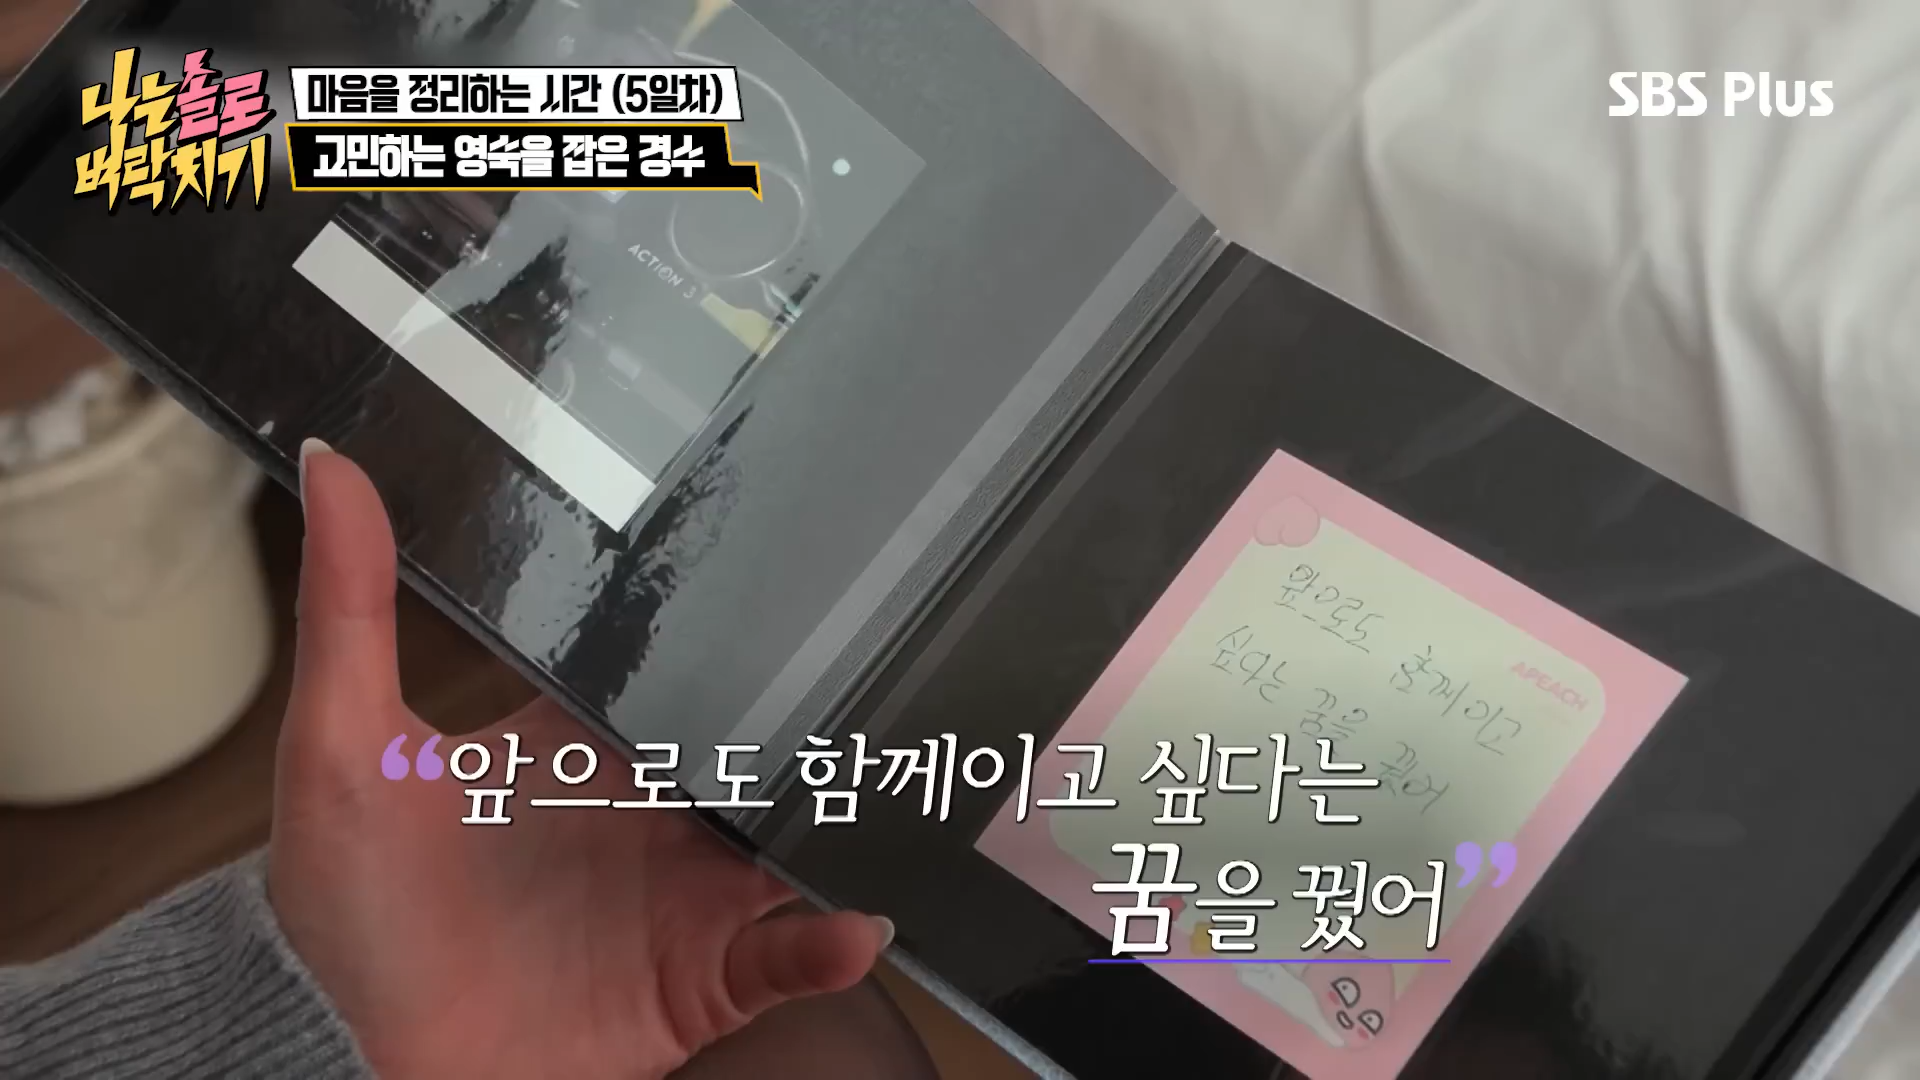 나는솔로
벼락치기
마음을 정리하는 시간 (5일차)
고민하는 영숙을 잡은 경수
SBS Plus
ACTION 3
앞으로도 함께이고
싶다는 꿈을 꿨어
APEACH
“앞으로도 함께이고 싶다는
꿈을 꿨어”